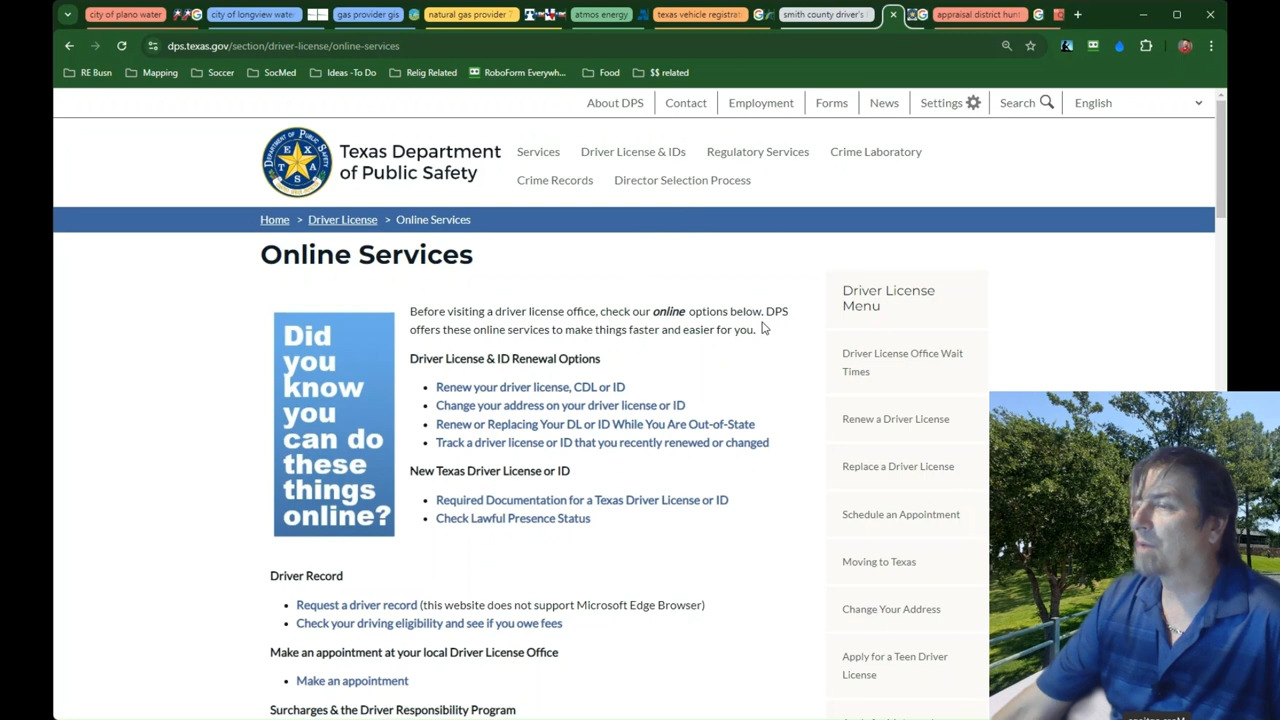 city of plano water
city of longview water
gas provider gis
natural gas provider 7
atmos energy
texas vehicle registrat
smith county driver's
appraisal district hunt
dps.texas.gov/section/driver-license/online-services
RE Busn
Mapping
Soccer
SocMed
Ideas -To Do
Relig Related
RoboForm Everywh...
Food
$$ related
About DPS
Contact
Employment
Forms
News
Settings
Search
English
Texas Department
of Public Safety
Services
Driver License & IDs
Regulatory Services
Crime Laboratory
Crime Records
Director Selection Process
Home > Driver License > Online Services
Online Services
Did
you
know
you
can do
these
things
online?
Before visiting a driver license office, check our online options below. DPS
offers these online services to make things faster and easier for you.
Driver License & ID Renewal Options
• Renew your driver license, CDL or ID
• Change your address on your driver license or ID
• Renew or Replacing Your DL or ID While You Are Out-of-State
• Track a driver license or ID that you recently renewed or changed
New Texas Driver License or ID
• Required Documentation for a Texas Driver License or ID
• Check Lawful Presence Status
Driver Record
• Request a driver record (this website does not support Microsoft Edge Browser)
• Check your driving eligibility and see if you owe fees
Make an appointment at your local Driver License Office
• Make an appointment
Surcharges & the Driver Responsibility Program
Driver License
Menu
Driver License Office Wait
Times
Renew a Driver License
Replace a Driver License
Schedule an Appointment
Moving to Texas
Change Your Address
Apply for a Teen Driver
License